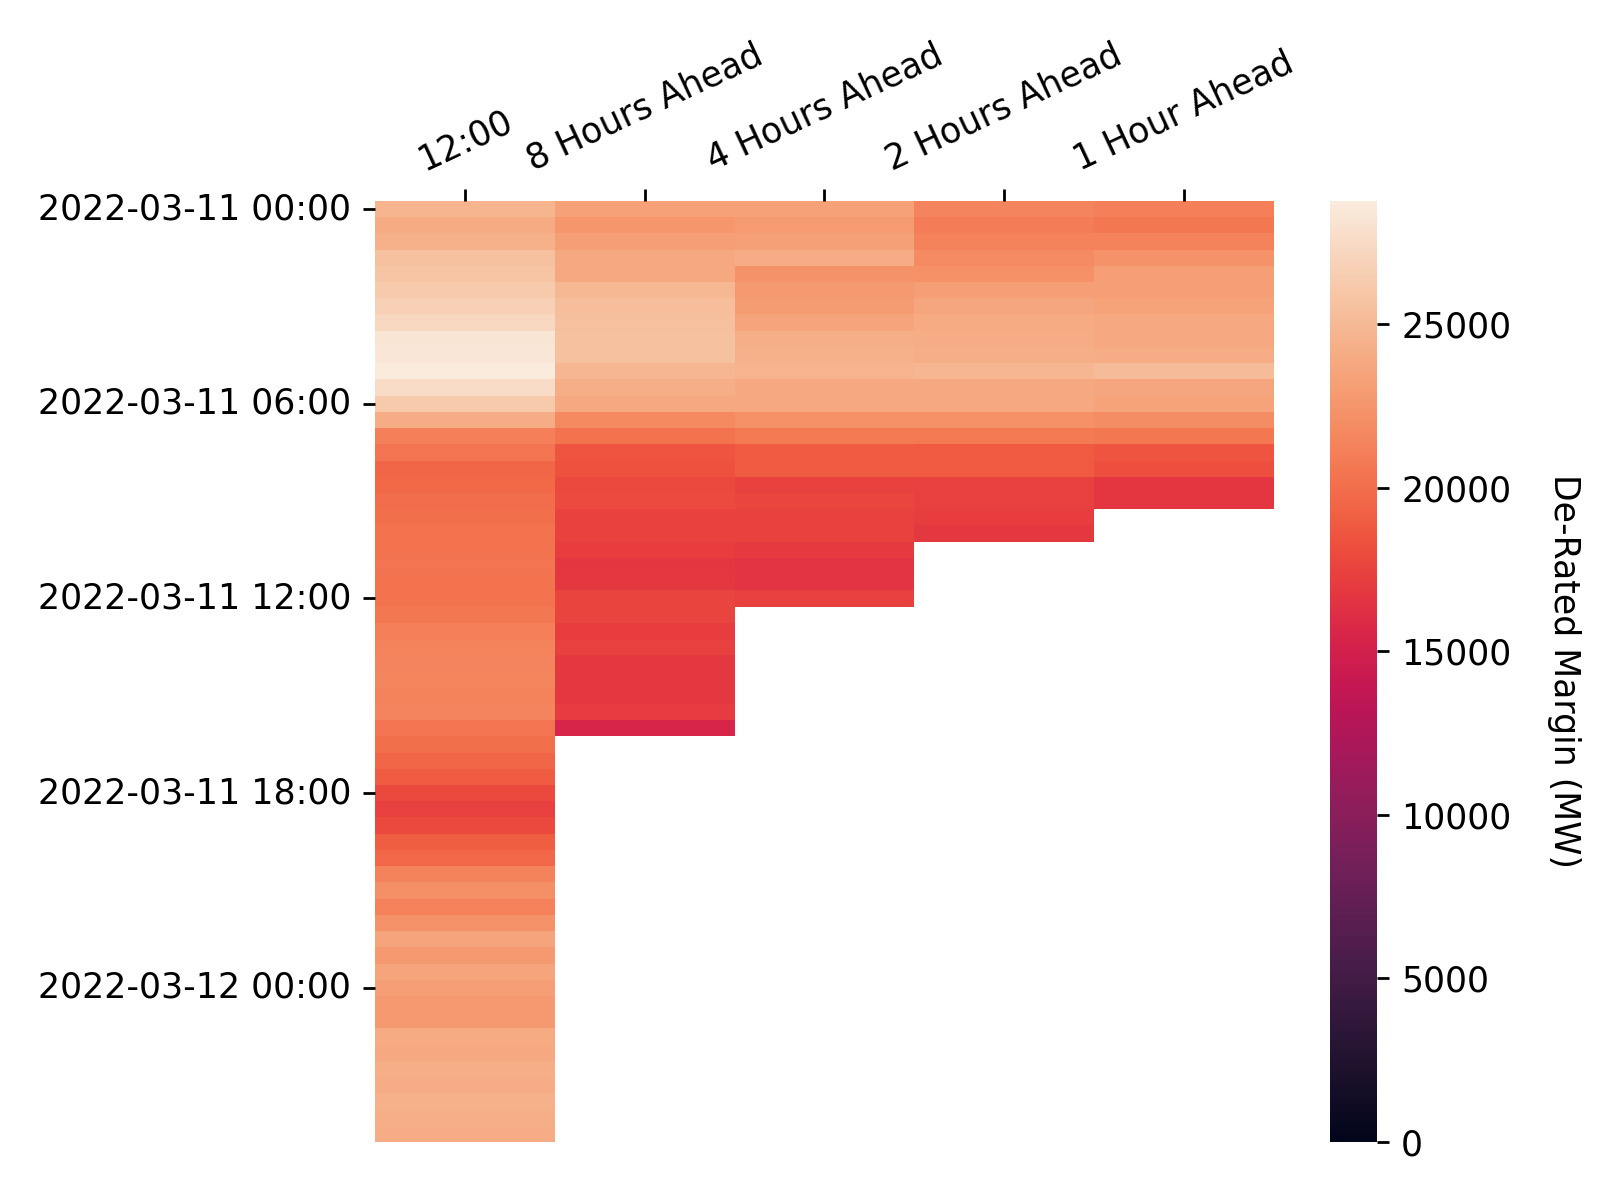 12:00
8 Hours Ahead
4 Hours Ahead
2 Hours Ahead
1 Hour Ahead
2022-03-11 00:00
2022-03-11 06:00
2022-03-11 12:00
2022-03-11 18:00
2022-03-12 00:00
25000
20000
15000
10000
5000
0
De-Rated Margin (MW)